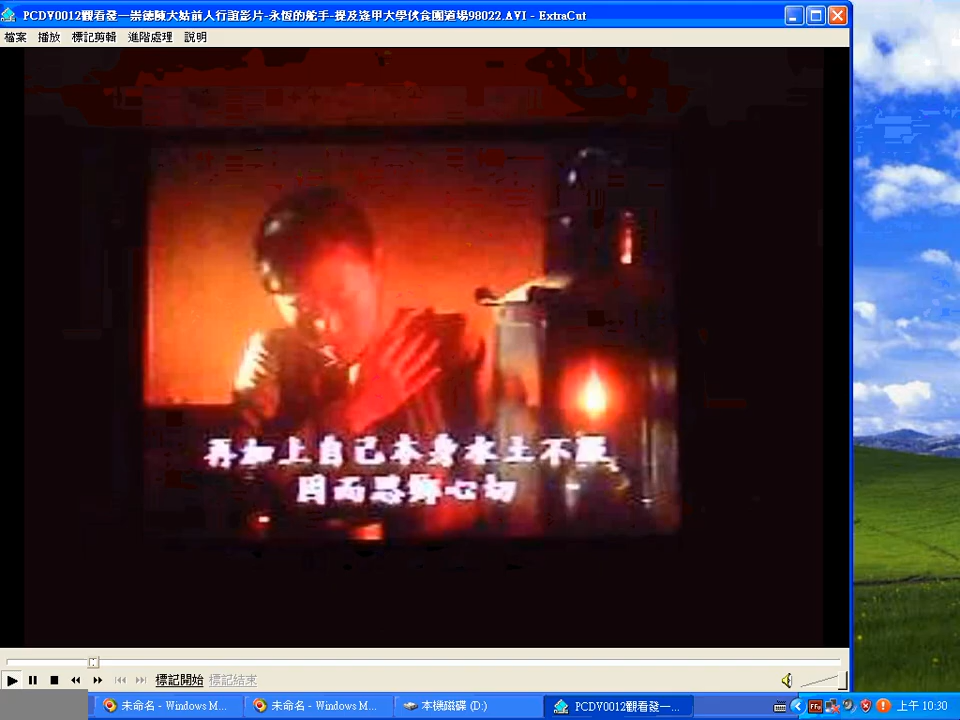 PCDV0012觀看發一崇德陳大姑前人行誼影片-永恆的舵手-提及逢甲大學伙食團道場98022.AVI - ExtraCut
檔案 播放 標記剪輯 進階處理 說明
再加上自己本身水土不服
因而思鄉心切
標記開始 標記結束
未命名 - Windows M... 未命名 - Windows M... 本機磁碟 (D:) PCDV0012觀看發一... 上午 10:30